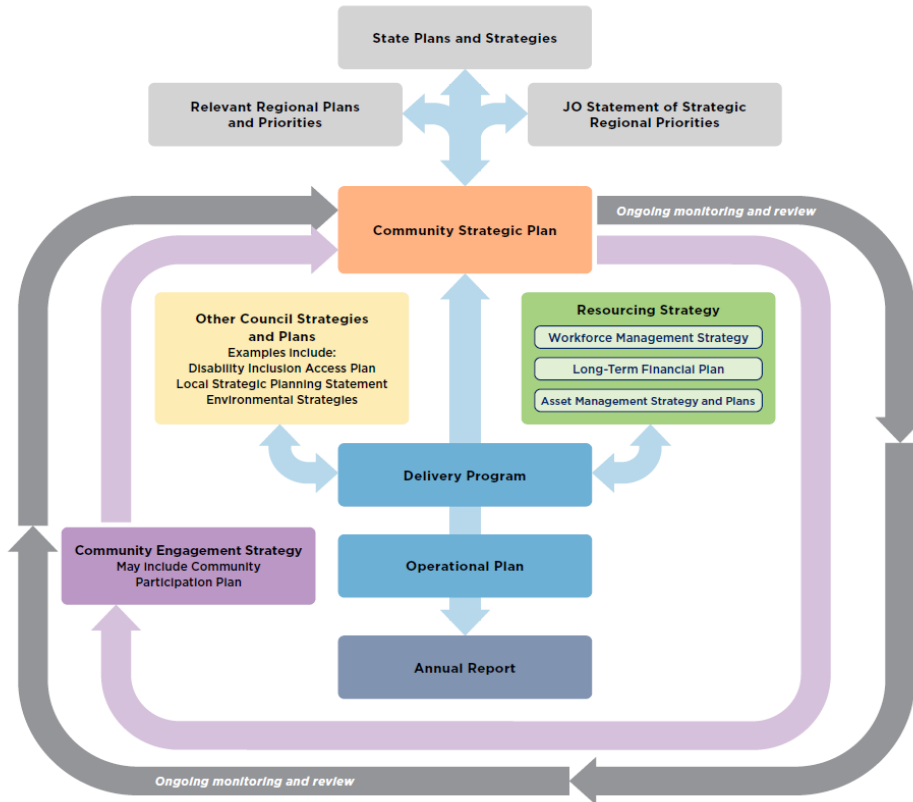 State Plans and Strategies
Relevant Regional Plans
and Priorities
JO Statement of Strategic
Regional Priorities
Ongoing monitoring and review
Community Strategic Plan
Other Council Strategies
and Plans
Examples Include:
Disability Inclusion Access Plan
Local Strategic Planning Statement
Environmental Strategies
Resourcing Strategy
Workforce Management Strategy
Long-Term Financial Plan
Asset Management Strategy and Plans
Delivery Program
Community Engagement Strategy
May Include Community
Participation Plan
Operational Plan
Annual Report
Ongoing monitoring and review